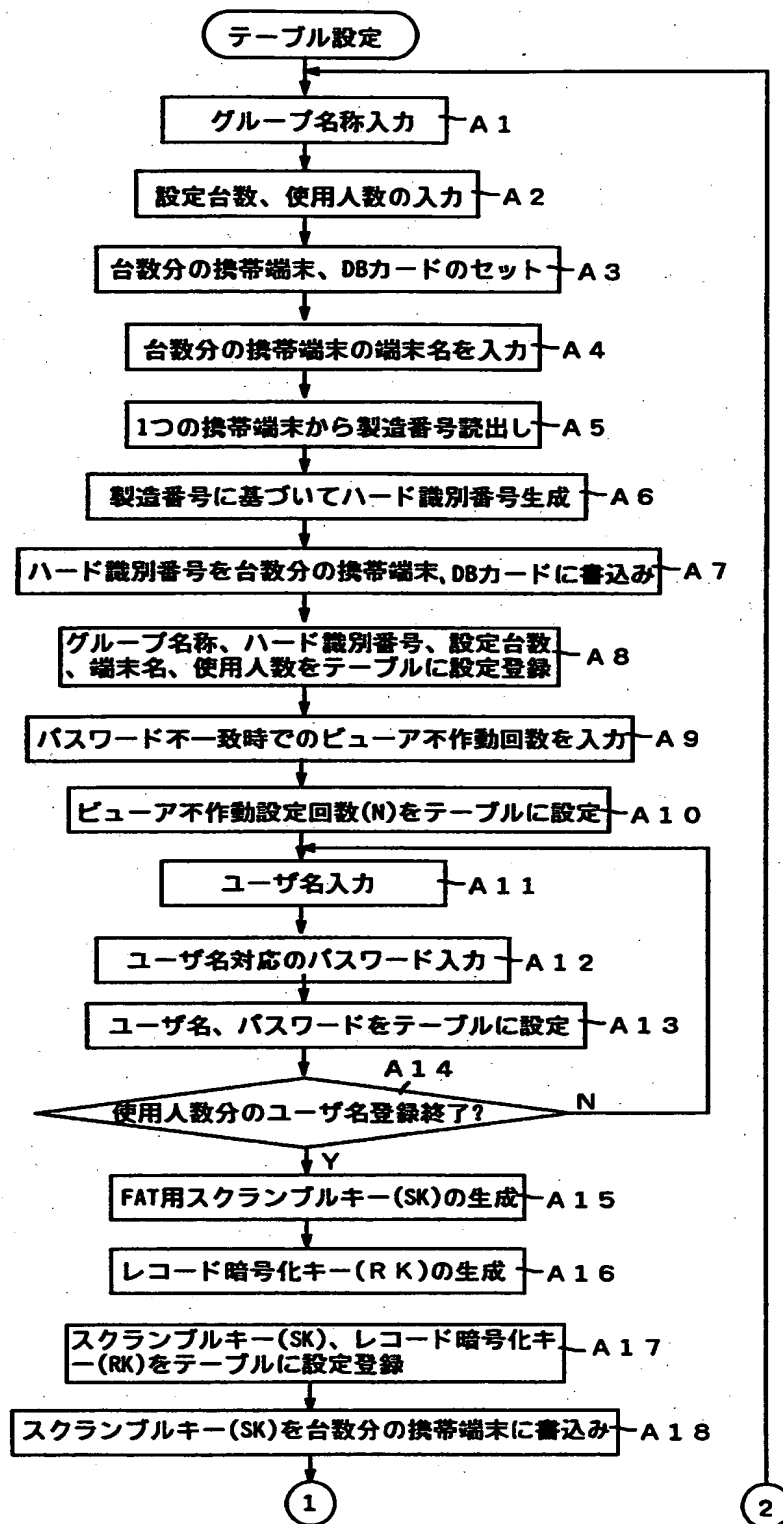 テーブル設定
グループ名称入力 A1
設定台数、使用人数の入力 A2
台数分の携帯端末、DBカードのセット A3
台数分の携帯端末の端末名を入力 A4
1つの携帯端末から製造番号読出し A5
製造番号に基づいてハード識別番号生成 A6
ハード識別番号を台数分の携帯端末、DBカードに書込み A7
グループ名称、ハード識別番号、設定台数
、端末名、使用人数をテーブルに設定登録 A8
パスワード不一致時でのビューア不作動回数を入力 A9
ビューア不作動設定回数(N)をテーブルに設定 A10
ユーザ名入力 A11
ユーザ名対応のパスワード入力 A12
ユーザ名、パスワードをテーブルに設定 A13
A14
使用人数分のユーザ名登録終了? N
Y
FAT用スクランブルキー(SK)の生成 A15
レコード暗号化キー(RK)の生成 A16
スクランブルキー(SK)、レコード暗号化キ
ー(RK)をテーブルに設定登録 A17
スクランブルキー(SK)を台数分の携帯端末に書込み A18
1
2